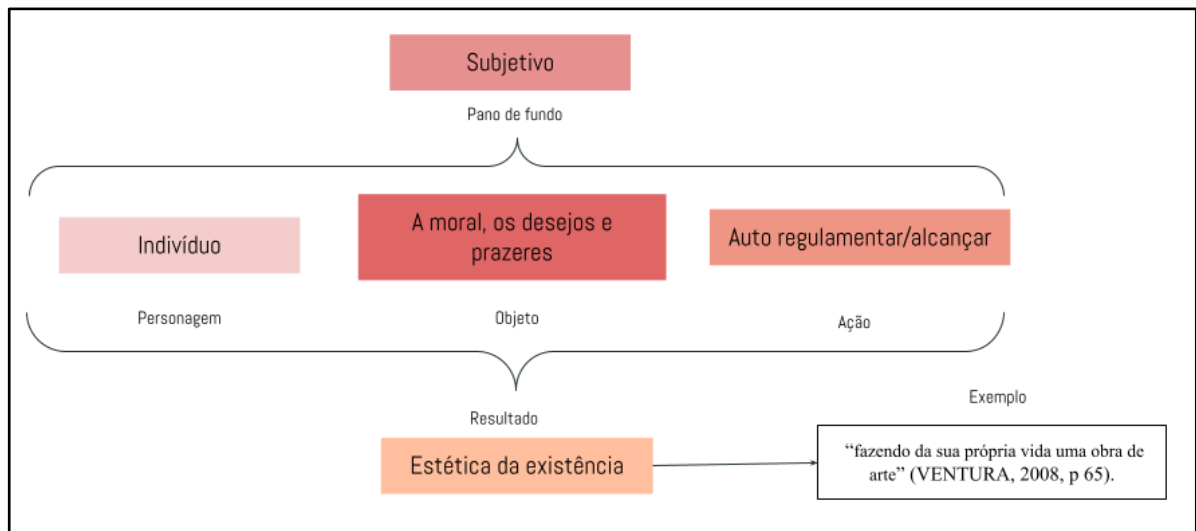 Subjetivo
Pano de fundo
Indivíduo
A moral, os desejos e
prazeres
Auto regulamentar/alcançar
Personagem
Objeto
Ação
Resultado
Estética da existência
Exemplo
“fazendo da sua própria vida uma obra de
arte” (VENTURA, 2008, p 65).